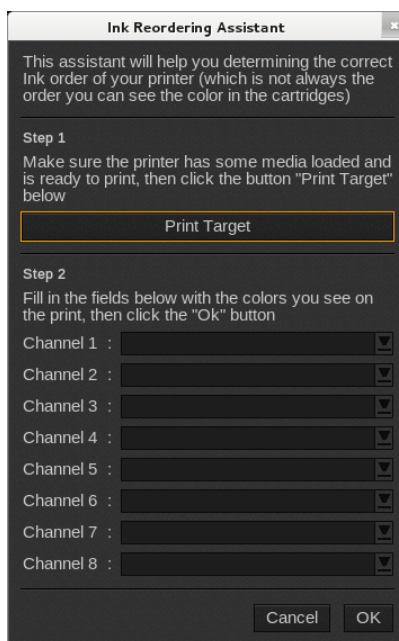 Ink Reordering Assistant
This assistant will help you determining the correct
Ink order of your printer (which is not always the
order you can see the color in the cartridges)
Step 1
Make sure the printer has some media loaded and
is ready to print, then click the button "Print Target"
below
Print Target
Step 2
Fill in the fields below with the colors you see on
the print, then click the "Ok" button
Channel 1 :
Channel 2 :
Channel 3 :
Channel 4 :
Channel 5 :
Channel 6 :
Channel 7 :
Channel 8 :
Cancel OK